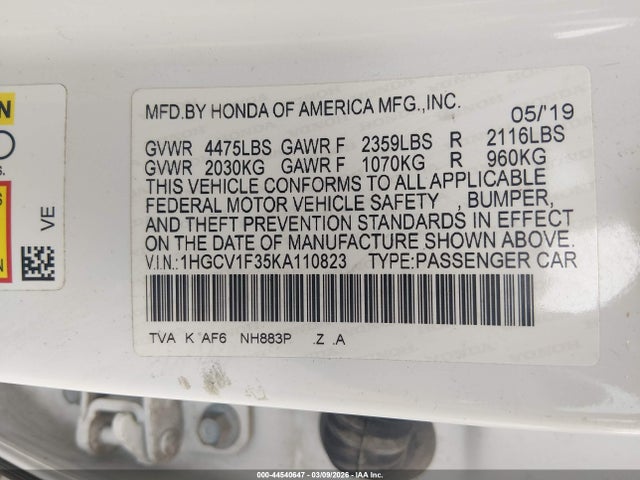 MFD.BY HONDA OF AMERICA MFG.,INC. 05/'19
GVWR 4475LBS GAWR F 2359LBS R 2116LBS
GVWR 2030KG GAWR F 1070KG R 960KG
THIS VEHICLE CONFORMS TO ALL APPLICABLE
FEDERAL MOTOR VEHICLE SAFETY , BUMPER,
AND THEFT PREVENTION STANDARDS IN EFFECT
ON THE DATE OF MANUFACTURE SHOWN ABOVE.
V.I.N.:1HGCV1F35KA110823 TYPE:PASSENGER CAR
TVA K AF6 NH883P .Z .A
VE
000-44540647 | 03/09/2026 | IAA Inc.